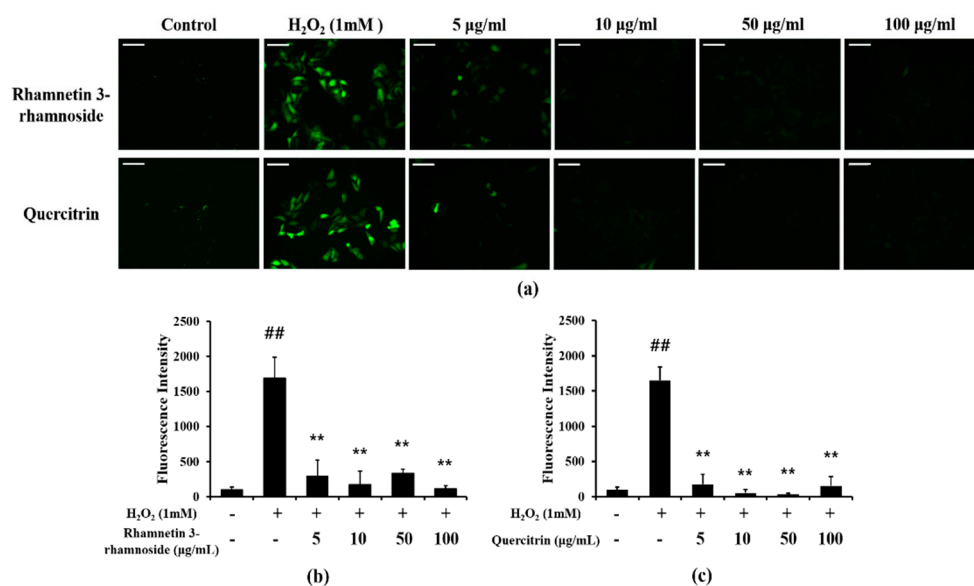 Control H₂O₂ (1mM ) 5 µg/ml 10 µg/ml 50 µg/ml 100 µg/ml
Rhamnetin 3-
rhamnoside
Quercitrin
(a)
2500
2000
1500
1000
500
0
Fluorescence Intensity
##
**
**
**
**
H₂O₂ (1mM) - + + + + +
Rhamnetin 3-
rhamnoside (µg/mL) - - 5 10 50 100
(b)
2500
2000
1500
1000
500
0
Fluorescence Intensity
##
**
**
**
**
H₂O₂ (1mM) - + + + + +
Quercitrin (µg/mL) - - 5 10 50 100
(c)